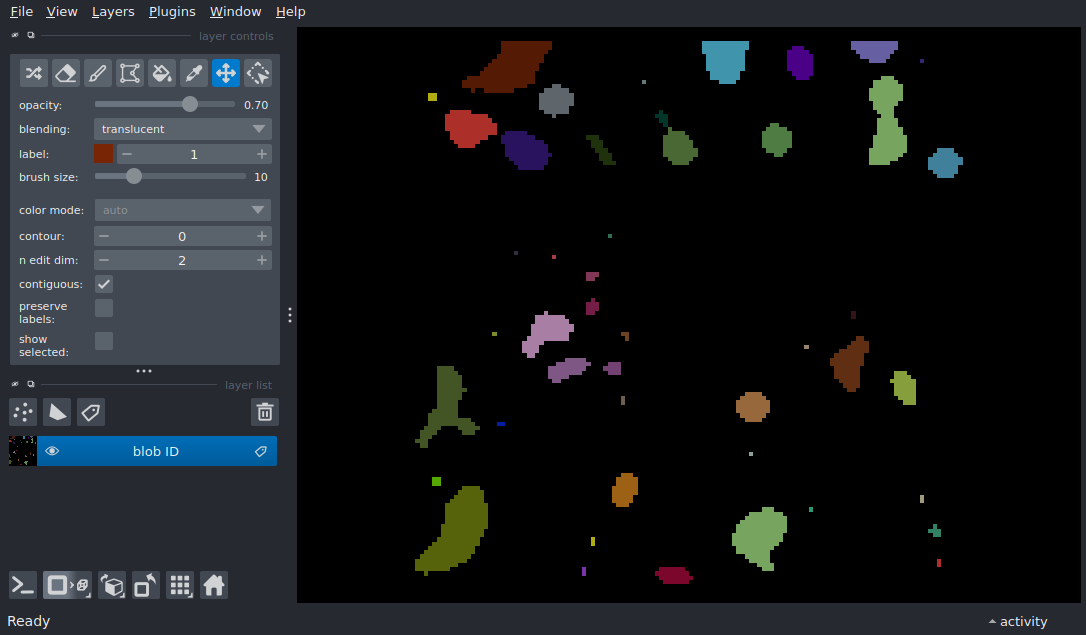 File View Layers Plugins Window Help
layer controls
opacity: 0.70
blending: translucent
label: 1
brush size: 10
color mode: auto
contour: 0
n edit dim: 2
contiguous:
preserve
labels:
show
selected:
layer list
blob ID
Ready
activity